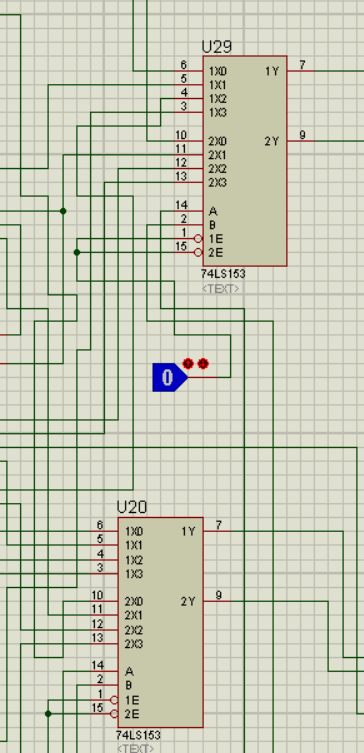 U29
6 1X0 1Y 7
5 1X1
4 1X2
3 1X3
10 2X0 2Y 9
11 2X1
12 2X2
13 2X3
14 A
2 B
1 1E
15 2E
74LS153
<TEXT>
0
U20
6 1X0 1Y 7
5 1X1
4 1X2
3 1X3
10 2X0 2Y 9
11 2X1
12 2X2
13 2X3
14 A
2 B
1 1E
15 2E
74LS153
<TEXT>